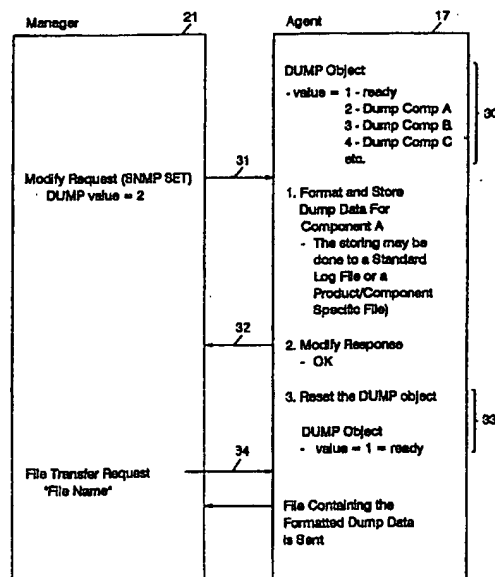 Manager
21
Agent
17
DUMP Object
- value = 1 - ready
2 - Dump Comp A
3 - Dump Comp B.
4 - Dump Comp C
etc.
31
Modify Request (SNMP SET)
DUMP value = 2
1. Format and Store
Dump Data For
Component A
- The storing may be
done to a Standard
Log File or a
Product/Component
Specific File)
32
2. Modify Response
- OK
3. Reset the DUMP object
33
DUMP Object
- value = 1 = ready
34
File Transfer Request
"File Name"
File Containing the
Formatted Dump Data
is Sent